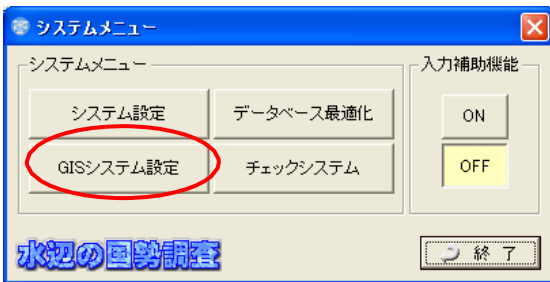 システムメニュー
システムメニュー
入力補助機能
システム設定
データベース最適化
ON
GISシステム設定
チェックシステム
OFF
水辺の国勢調査
終 了